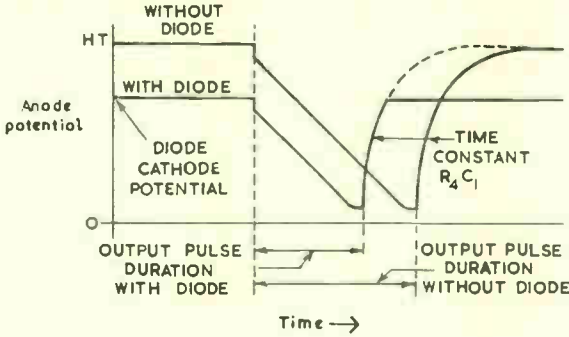 WITHOUT
DIODE
HT
WITH DIODE
Anode
potential
DIODE
CATHODE
POTENTIAL
TIME
CONSTANT
R4C1
O
OUTPUT PULSE
DURATION
WITH DIODE
OUTPUT PULSE
DURATION
WITHOUT DIODE
Time →